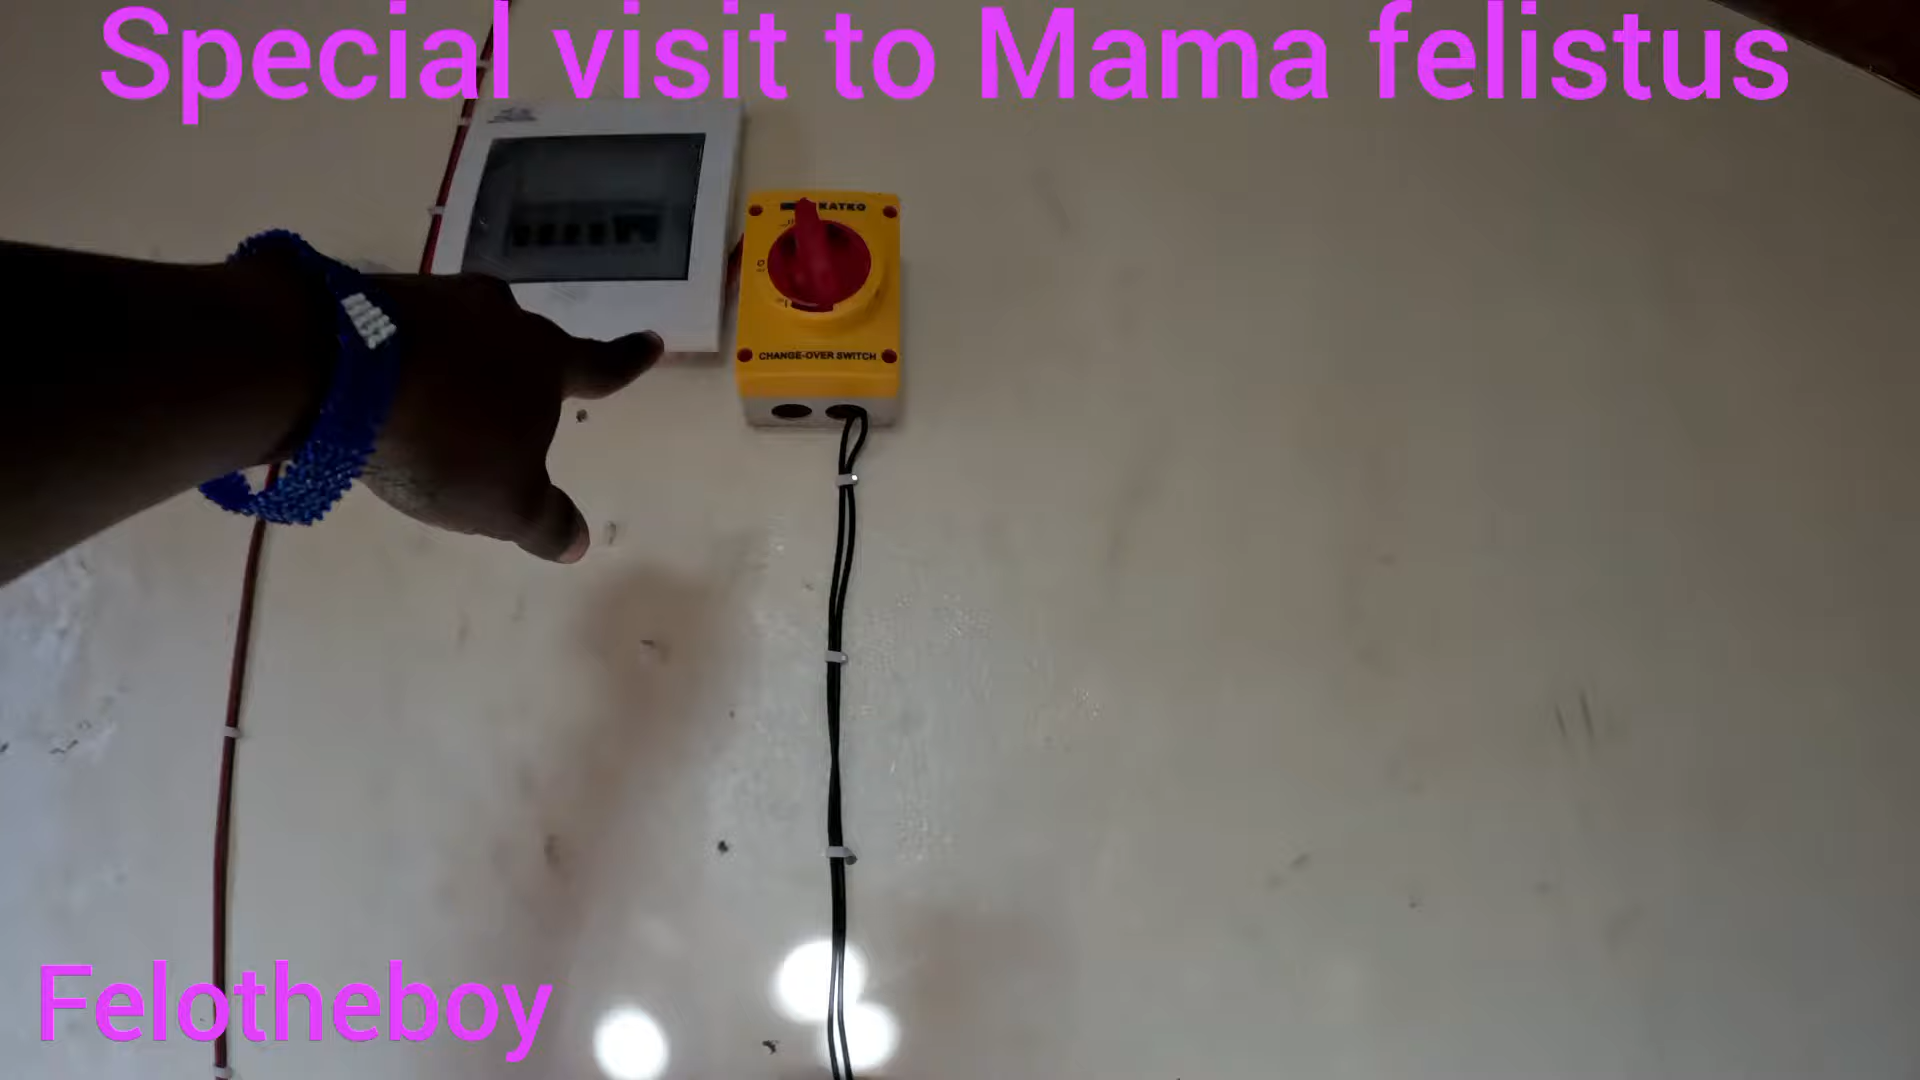 Special visit to Mama felistus
KATKO
CHANGE-OVER SWITCH
Felotheboy